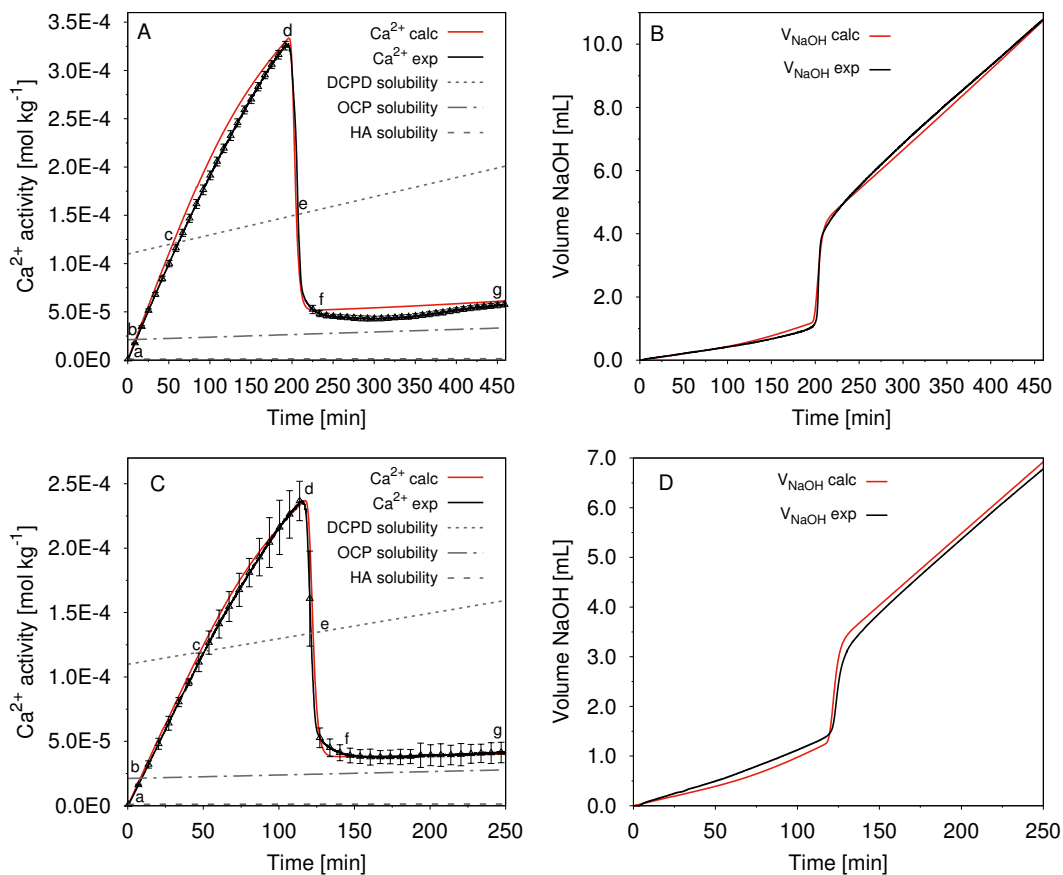 A
Ca²⁺ calc
Ca²⁺ exp
DCPD solubility
OCP solubility
HA solubility
3.5E-4
3.0E-4
3.5E-4
2.0E-4
1.5E-4
1.0E-4
5.0E-5
0.0E0
Ca²⁺ activity [mol kg⁻¹]
a
b
c
d
e
f
g
0 50 100 150 200 250 300 350 400 450
Time [min]
B
V_NaOH calc
V_NaOH exp
10.0
8.0
6.0
4.0
2.0
0.0
Volume NaOH [mL]
0 50 100 150 200 250 300 350 400 450
Time [min]
C
Ca²⁺ calc
Ca²⁺ exp
DCPD solubility
OCP solubility
HA solubility
2.5E-4
2.0E-4
1.5E-4
1.0E-4
5.0E-5
0.0E0
Ca²⁺ activity [mol kg⁻¹]
a
b
c
d
e
f
g
0 50 100 150 200 250
Time [min]
D
V_NaOH calc
V_NaOH exp
7.0
6.0
5.0
4.0
3.0
2.0
1.0
0.0
Volume NaOH [mL]
0 50 100 150 200 250
Time [min]